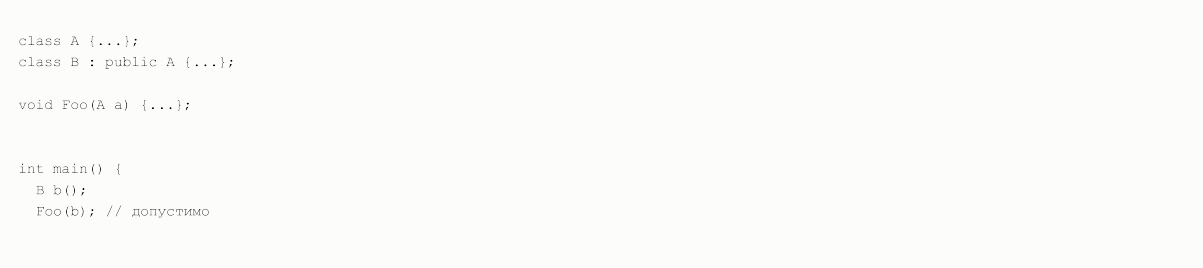 class A {...};
class B : public A {...};
void Foo(A a) {...};
int main() {
B b();
Foo(b); // допустимо